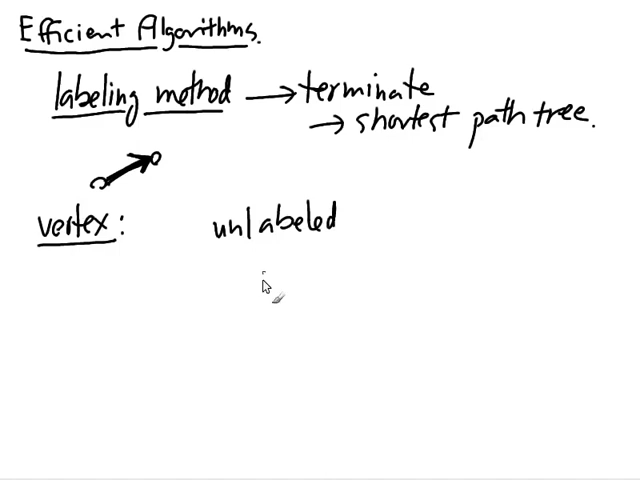 Efficient Algorithms.
labeling method → terminate
→ shortest path tree.
vertex: unlabeled